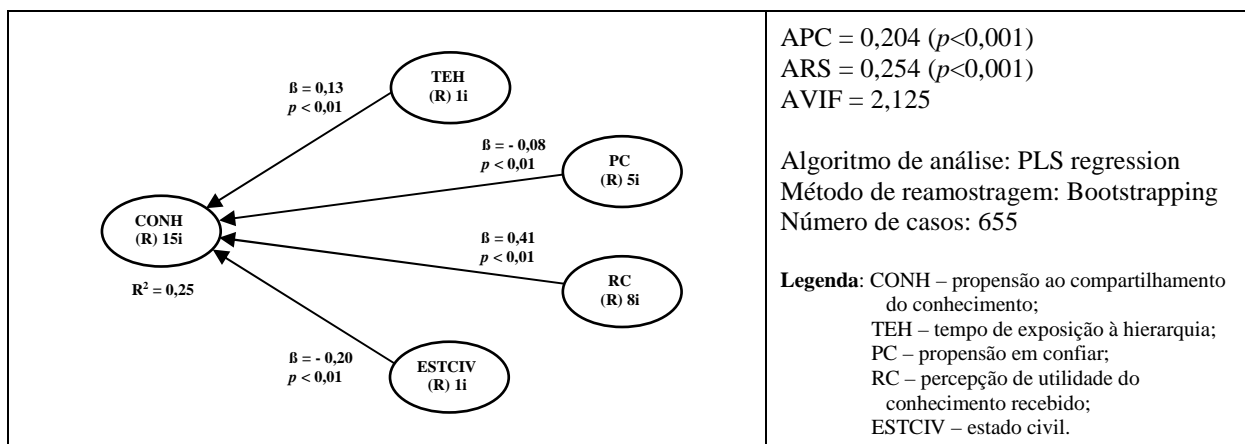 TEH
(R) 1i
ß = 0,13
p < 0,01
ß = - 0,08
p < 0,01
PC
(R) 5i
CONH
(R) 15i
R² = 0,25
ß = 0,41
p < 0,01
RC
(R) 8i
ß = - 0,20
p < 0,01
ESTCIV
(R) 1i
APC = 0,204 (p<0,001)
ARS = 0,254 (p<0,001)
AVIF = 2,125
Algoritmo de análise: PLS regression
Método de reamostragem: Bootstrapping
Número de casos: 655
Legenda: CONH – propensão ao compartilhamento
do conhecimento;
TEH – tempo de exposição à hierarquia;
PC – propensão em confiar;
RC – percepção de utilidade do
conhecimento recebido;
ESTCIV – estado civil.